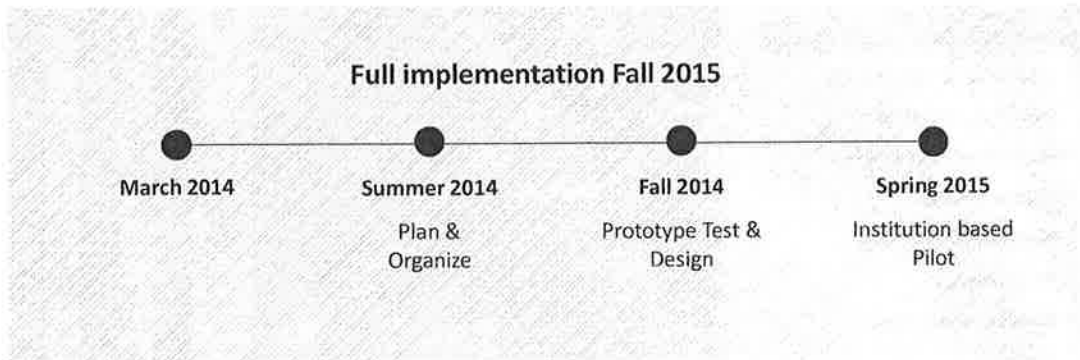 Full implementation Fall 2015
March 2014
Summer 2014
Plan &
Organize
Fall 2014
Prototype Test &
Design
Spring 2015
Institution based
Pilot